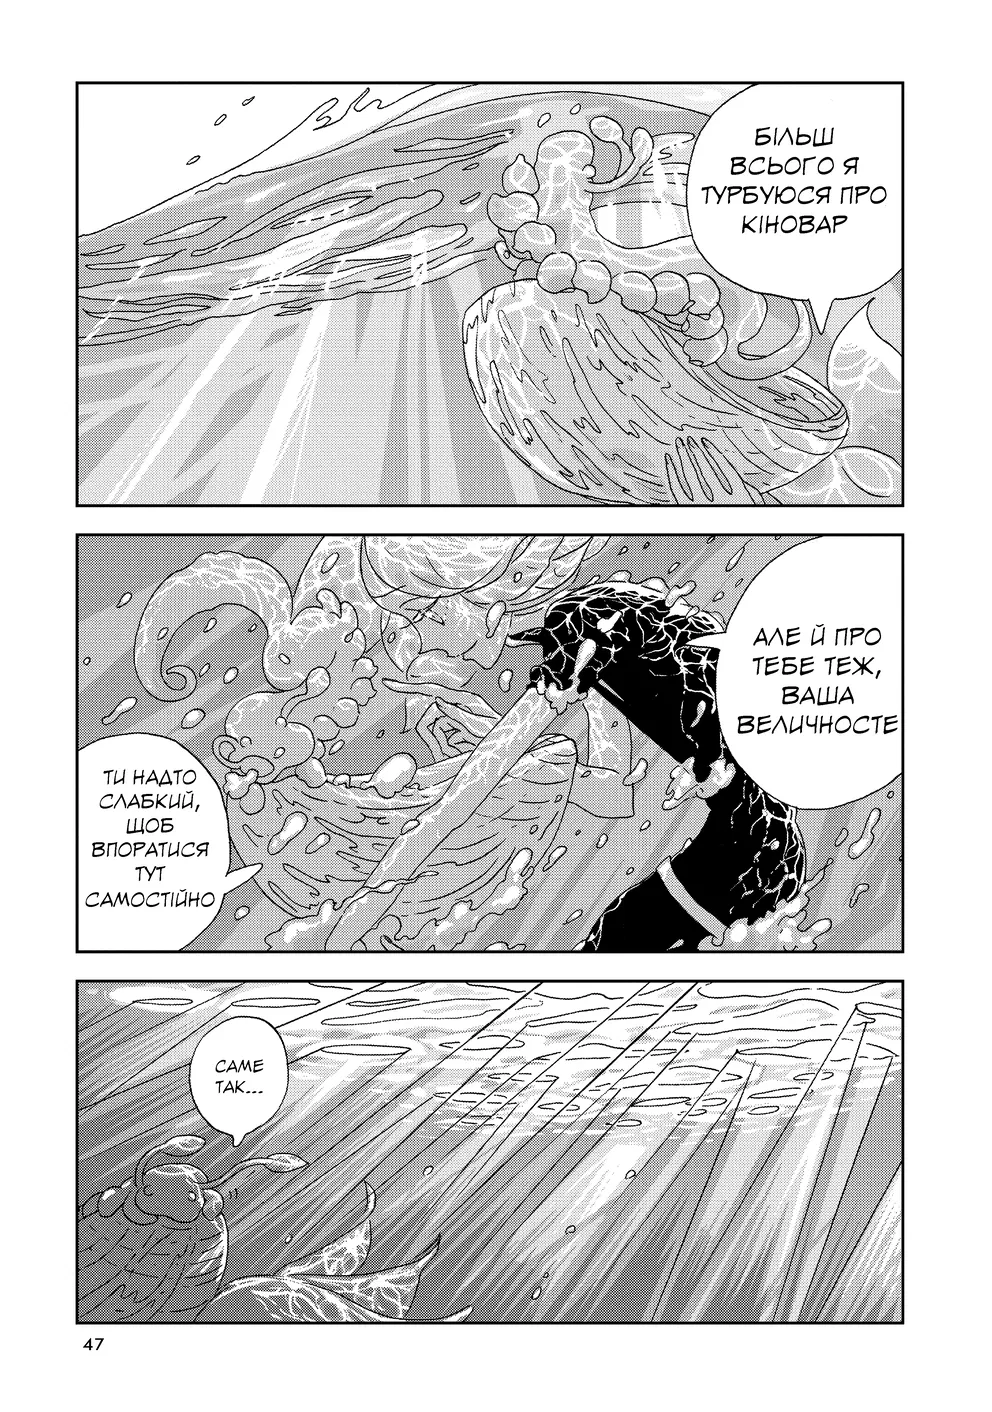 БІЛЬШ
ВСЬОГО Я
ТУРБУЮСЯ ПРО
КІНОВАР
АЛЕ Й ПРО
ТЕБЕ ТЕЖ,
ВАША
ВЕЛИЧНОСТЕ
ТИ НАДТО
СЛАБКИЙ,
ЩОБ
ВПОРАТИСЯ
ТУТ
САМОСТІЙНО
САМЕ
ТАК...
47